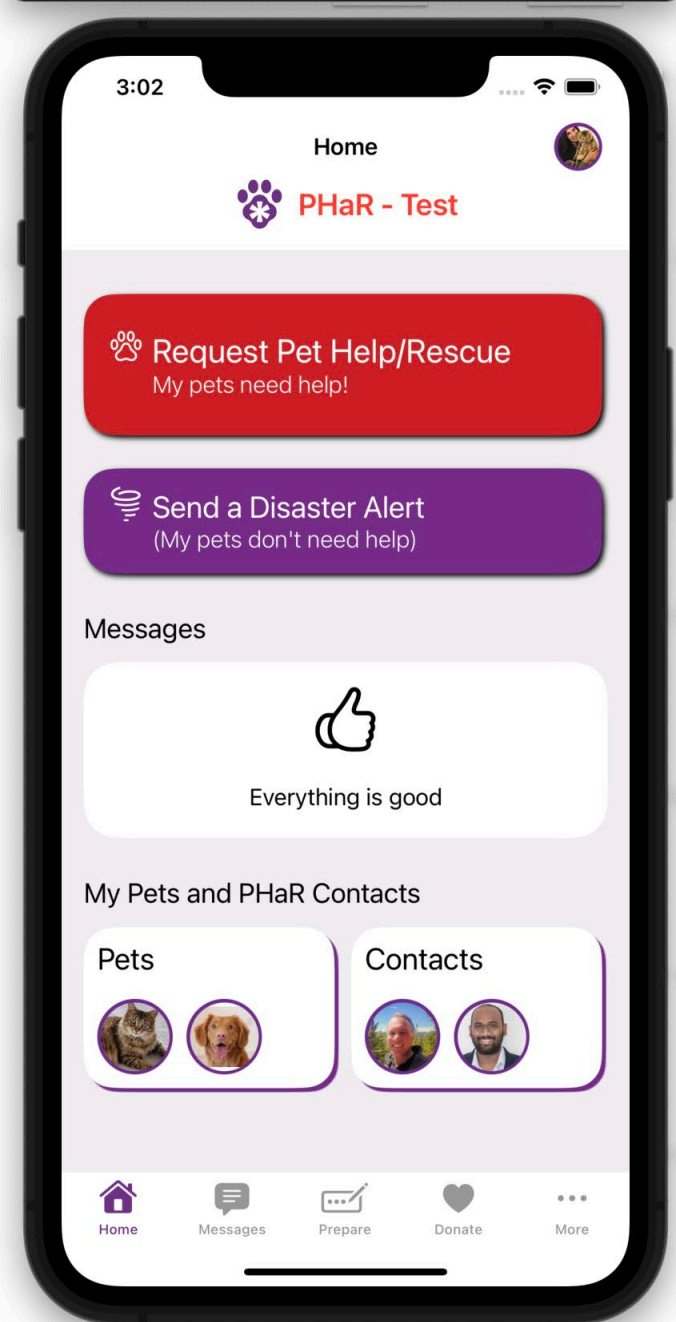 3:02
Home
PHaR - Test
Request Pet Help/Rescue
My pets need help!
Send a Disaster Alert
(My pets don't need help)
Messages
Everything is good
My Pets and PHaR Contacts
Pets
Contacts
Home
Messages
Prepare
Donate
More